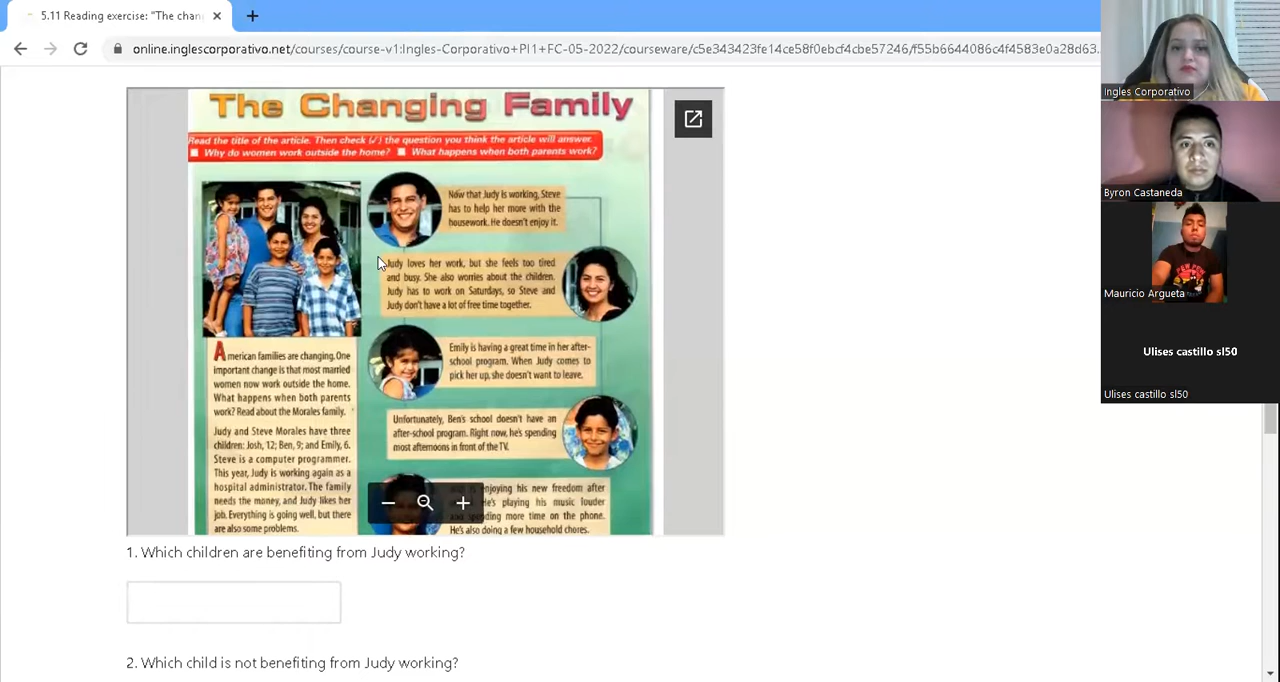 5.11 Reading exercise: "The chan
online.inglescorporativo.net/courses/course-v1:Ingles-Corporativo+PI1+FC-05-2022/courseware/c5e343423fe14ce58f0ebcf4cbe57246/f55b6644086c4f4583e0a28d63...
The Changing Family
Read the title of the article. Then check (✓) the question you think the article will answer.
Why do women work outside the home? What happens when both parents work?
Now that Judy is working, Steve
has to help her more with the
housework. He doesn't enjoy it.
Judy loves her work, but she feels too tired
and busy. She also worries about the children.
Judy has to work on Saturdays, so Steve and
Judy don't have a lot of free time together.
Emily is having a great time in her after-
school program. When Judy comes to
pick her up, she doesn't want to leave.
Unfortunately, Ben's school doesn't have an
after-school program. Right now, he's spending
most afternoons in front of the TV.
enjoying his new freedom after
He's playing his music louder
and spending more time on the phone.
He's also doing a few household chores.
American families are changing. One
important change is that most married
women now work outside the home.
What happens when both parents
work? Read about the Morales family.
Judy and Steve Morales have three
children: Josh, 12; Ben, 9; and Emily, 6.
Steve is a computer programmer.
This year, Judy is working again as a
hospital administrator. The family
needs the money, and Judy likes her
job. Everything is going well, but there
are also some problems.
1. Which children are benefiting from Judy working?
2. Which child is not benefiting from Judy working?
Ingles Corporativo
Byron Castaneda
Mauricio Argueta
Ulises castillo sl50
Ulises castillo sl50